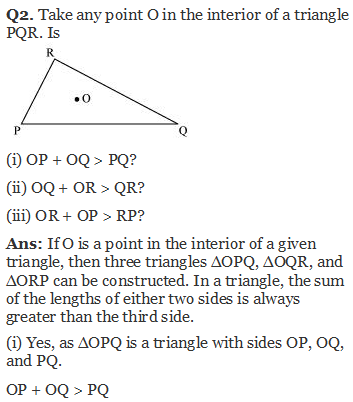 Q2. Take any point O in the interior of a triangle
PQR. Is
R
O
P
Q
(i) OP + OQ > PQ?
(ii) OQ + OR > QR?
(iii) OR + OP > RP?
Ans: If O is a point in the interior of a given
triangle, then three triangles ΔOPQ, ΔOQR, and
ΔORP can be constructed. In a triangle, the sum
of the lengths of either two sides is always
greater than the third side.
(i) Yes, as ΔOPQ is a triangle with sides OP, OQ,
and PQ.
OP + OQ > PQ